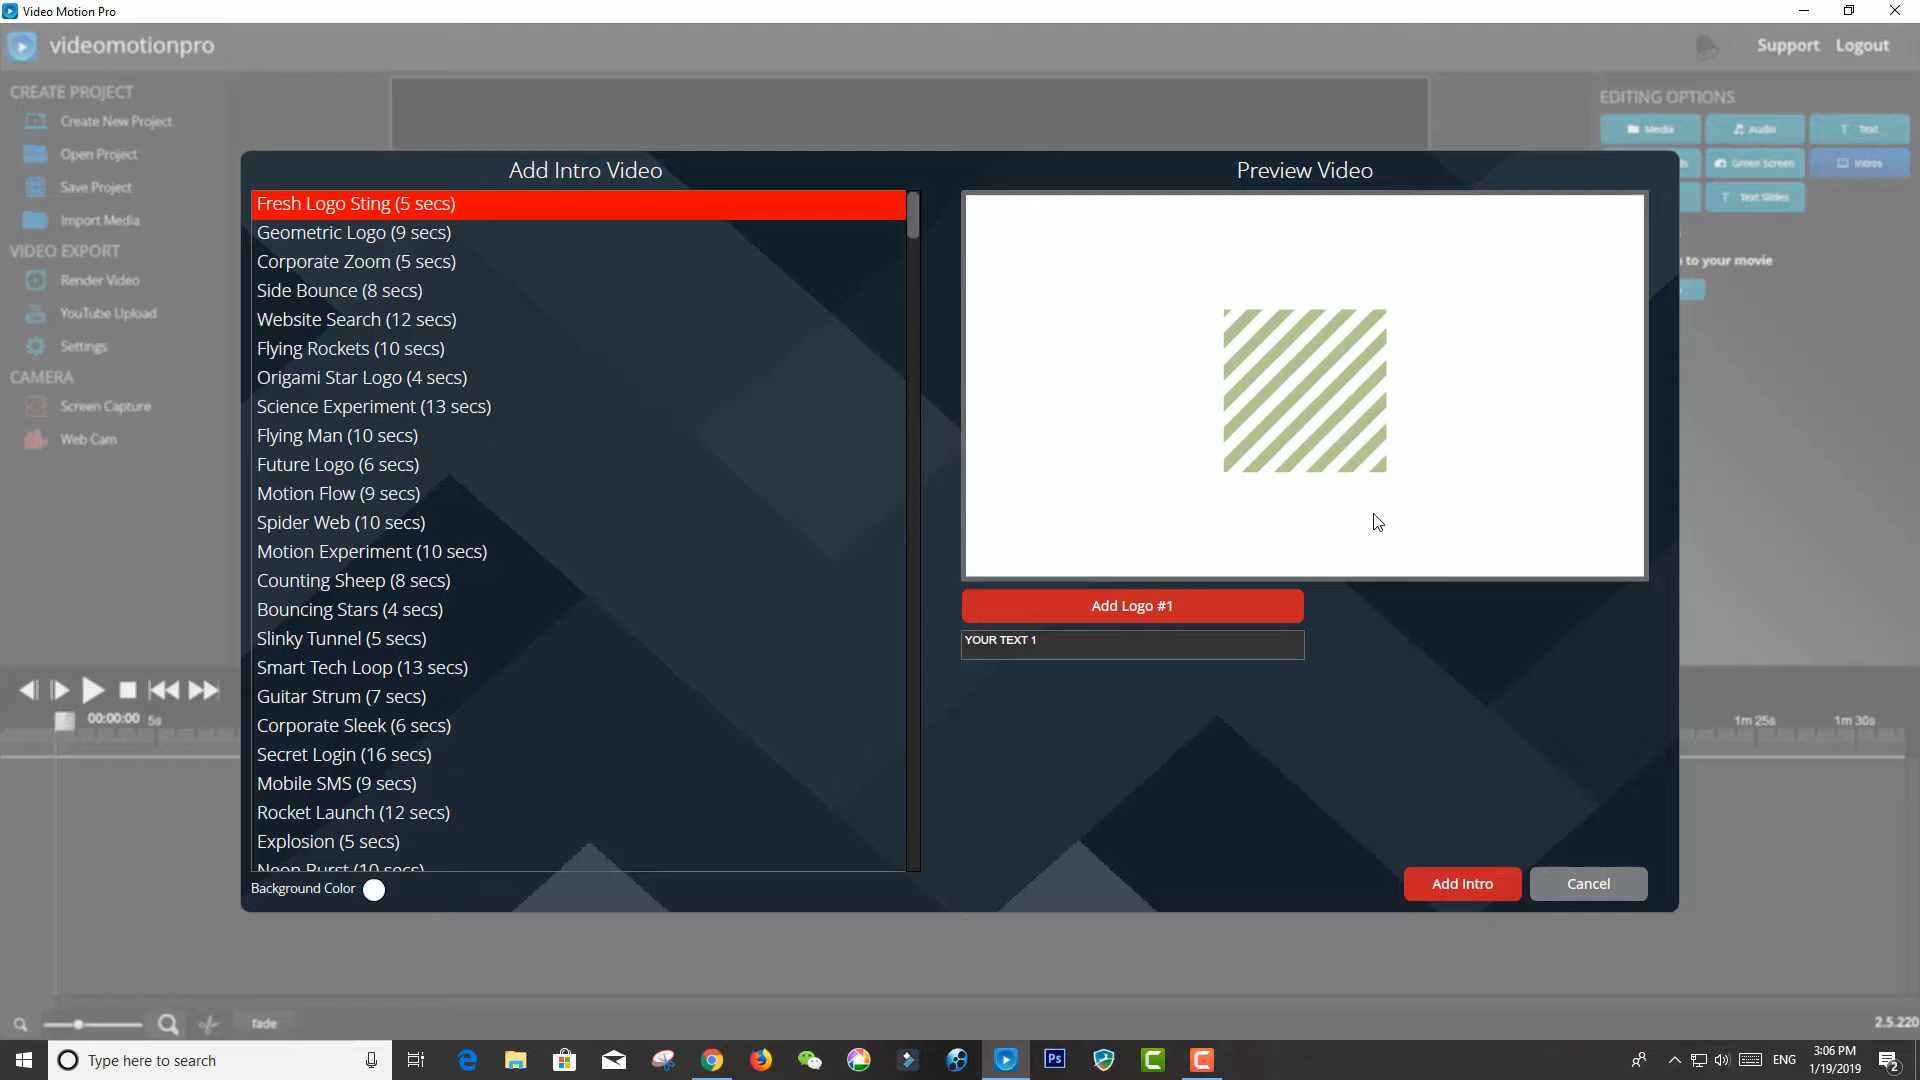 Video Motion Pro
videomotionpro
Support
Logout
CREATE PROJECT
Create New Project
Open Project
Save Project
Import Media
VIDEO EXPORT
Render Video
YouTube Upload
Settings
CAMERA
Screen Capture
Web Cam
EDITING OPTIONS
Media
Audio
Text
Green Screen
Intros
Text Slides
to your movie
Add Intro Video
Fresh Logo Sting (5 secs)
Geometric Logo (9 secs)
Corporate Zoom (5 secs)
Side Bounce (8 secs)
Website Search (12 secs)
Flying Rockets (10 secs)
Origami Star Logo (4 secs)
Science Experiment (13 secs)
Flying Man (10 secs)
Future Logo (6 secs)
Motion Flow (9 secs)
Spider Web (10 secs)
Motion Experiment (10 secs)
Counting Sheep (8 secs)
Bouncing Stars (4 secs)
Slinky Tunnel (5 secs)
Smart Tech Loop (13 secs)
Guitar Strum (7 secs)
Corporate Sleek (6 secs)
Secret Login (16 secs)
Mobile SMS (9 secs)
Rocket Launch (12 secs)
Explosion (5 secs)
Neon Burst (10 secs)
Background Color
Preview Video
Add Logo #1
YOUR TEXT 1
Add Intro
Cancel
00:00:00
5s
1m 25s
1m 30s
fade
2.5.220
Type here to search
Ps
ENG
3:06 PM
1/19/2019
2